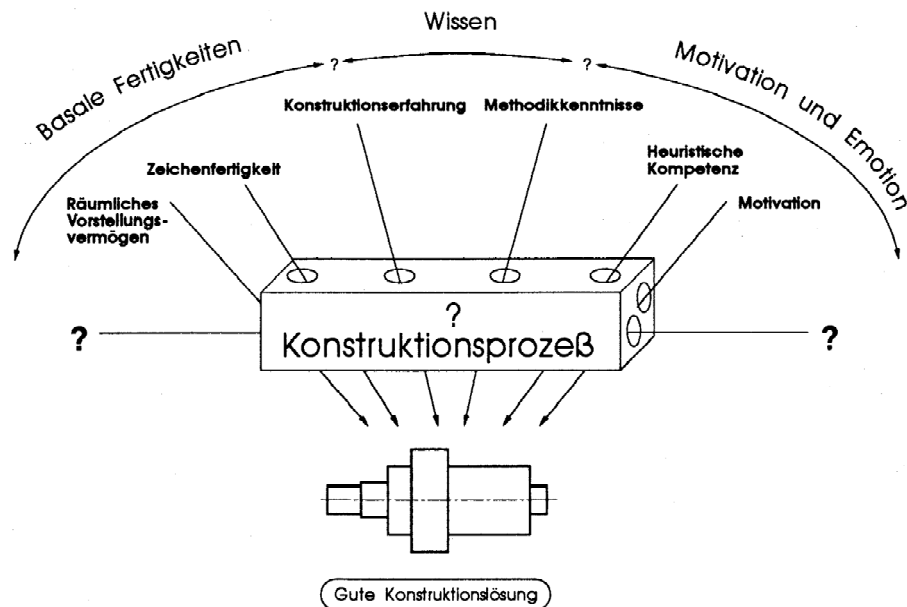 Wissen
Basale Fertigkeiten
?
?
Motivation und Emotion
Konstruktionserfahrung
Methodikkenntnisse
Zeichenfertigkeit
Heuristische
Kompetenz
Räumliches
Vorstellungs-
vermögen
Motivation
?
?
Konstruktionsprozeß
?
Gute Konstruktionslösung